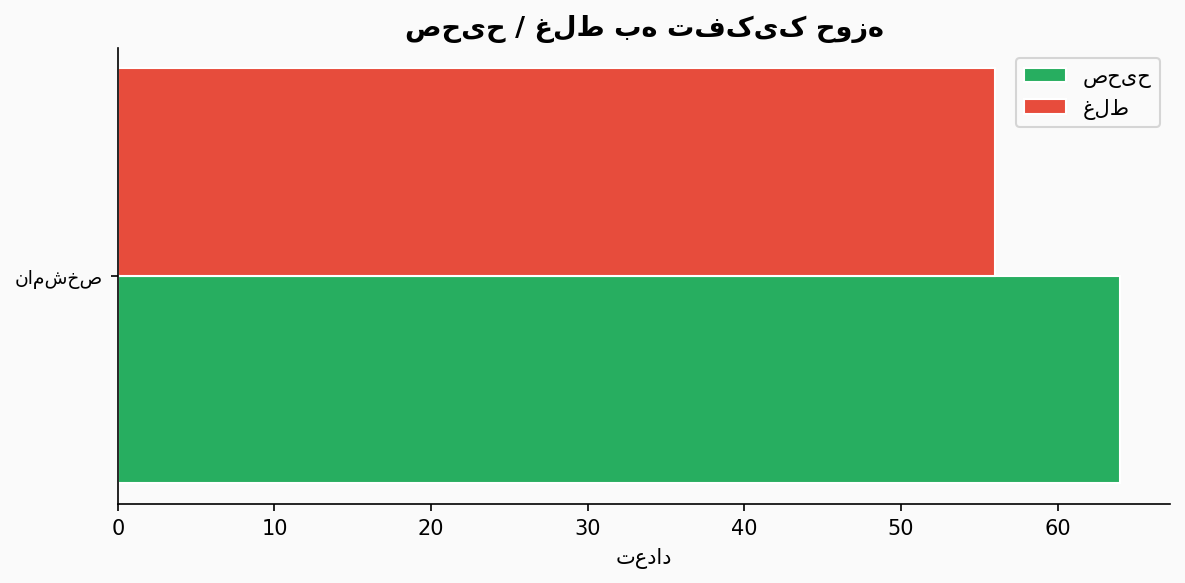 صحیح / غلط به تفکیک حوزه
صحیح
غلط
نامشخص
0 10 20 30 40 50 60
تعداد